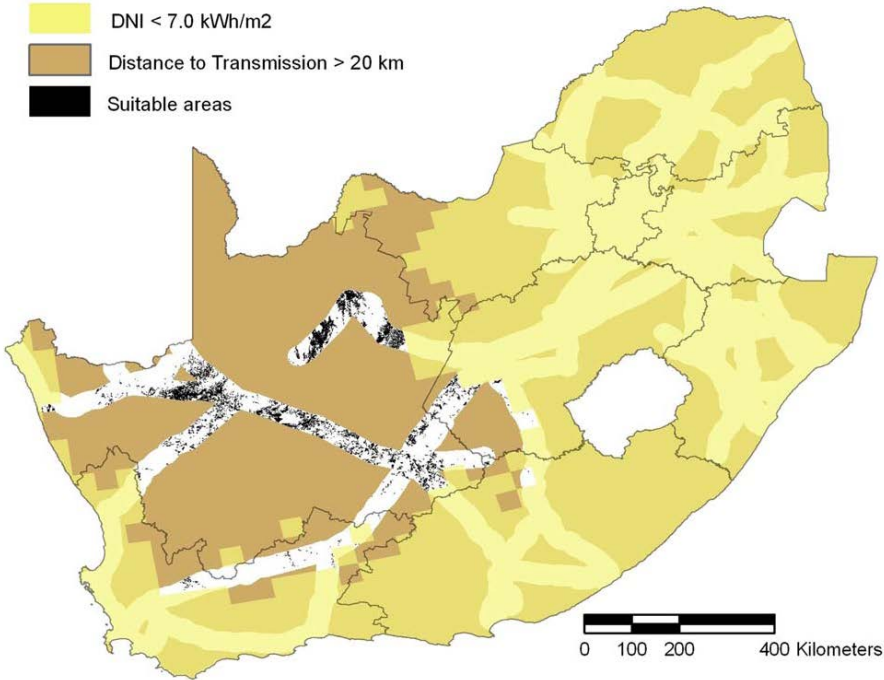 DNI < 7.0 kWh/m2
Distance to Transmission > 20 km
Suitable areas
0 100 200 400 Kilometers